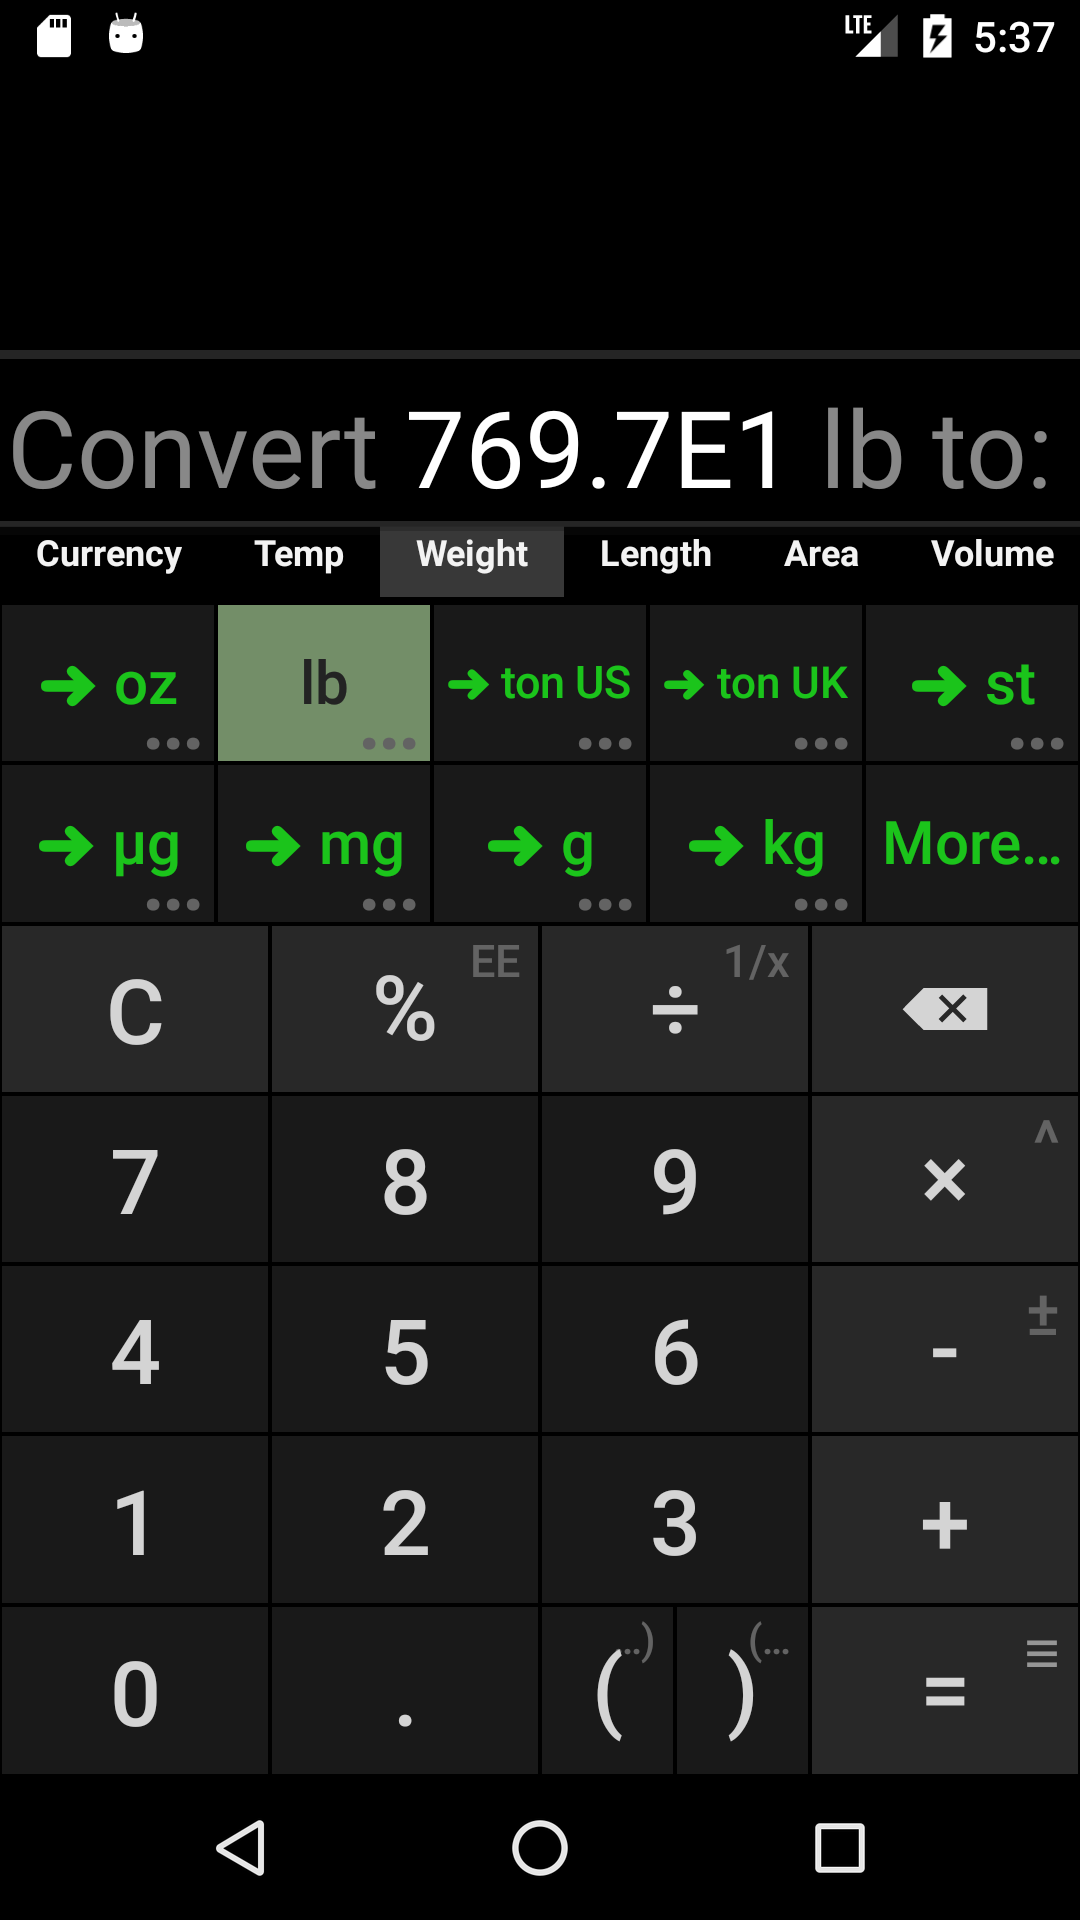 LTE 5:37
Convert 769.7E1 lb to:
Currency Temp Weight Length Area Volume
➔ oz lb ➔ ton US ➔ ton UK ➔ st
➔ µg ➔ mg ➔ g ➔ kg More...
C % EE ÷ 1/x
7 8 9 × ^
4 5 6 - ±
1 2 3 +
0 . ( ..) ) (... =